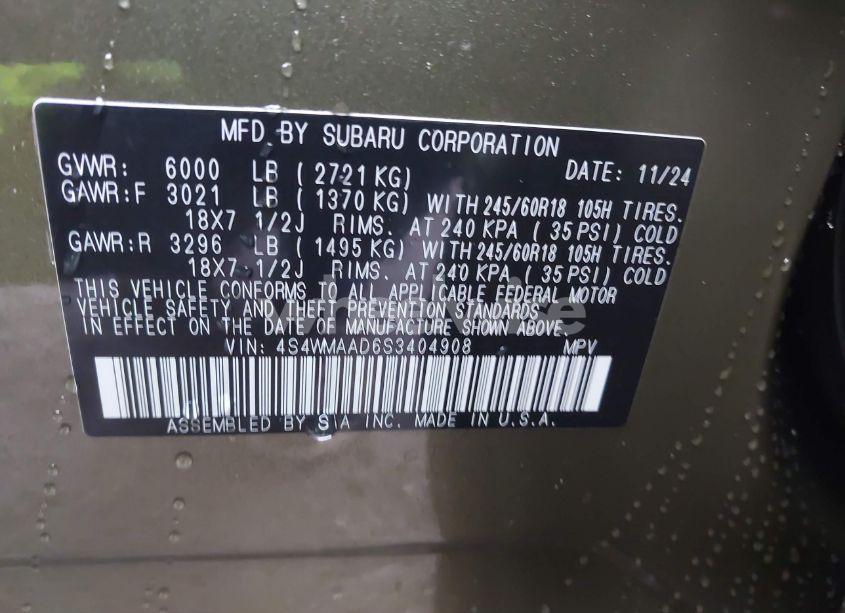 MFD BY SUBARU CORPORATION
GVWR: 6000 LB ( 2721 KG) DATE: 11/24
GAWR:F 3021 LB ( 1370 KG) WITH 245/60R18 105H TIRES.
18X7 1/2J RIMS. AT 240 KPA ( 35 PSI) COLD
GAWR:R 3296 LB ( 1495 KG) WITH 245/60R18 105H TIRES.
18X7 1/2J RIMS. AT 240 KPA ( 35 PSI) COLD
THIS VEHICLE CONFORMS TO ALL APPLICABLE FEDERAL MOTOR
VEHICLE SAFETY AND THEFT PREVENTION STANDARDS
IN EFFECT ON THE DATE OF MANUFACTURE SHOWN ABOVE.
VIN: 4S4WMAAD6S3404908 MPV
ASSEMBLED BY SIA INC. MADE IN U.S.A.